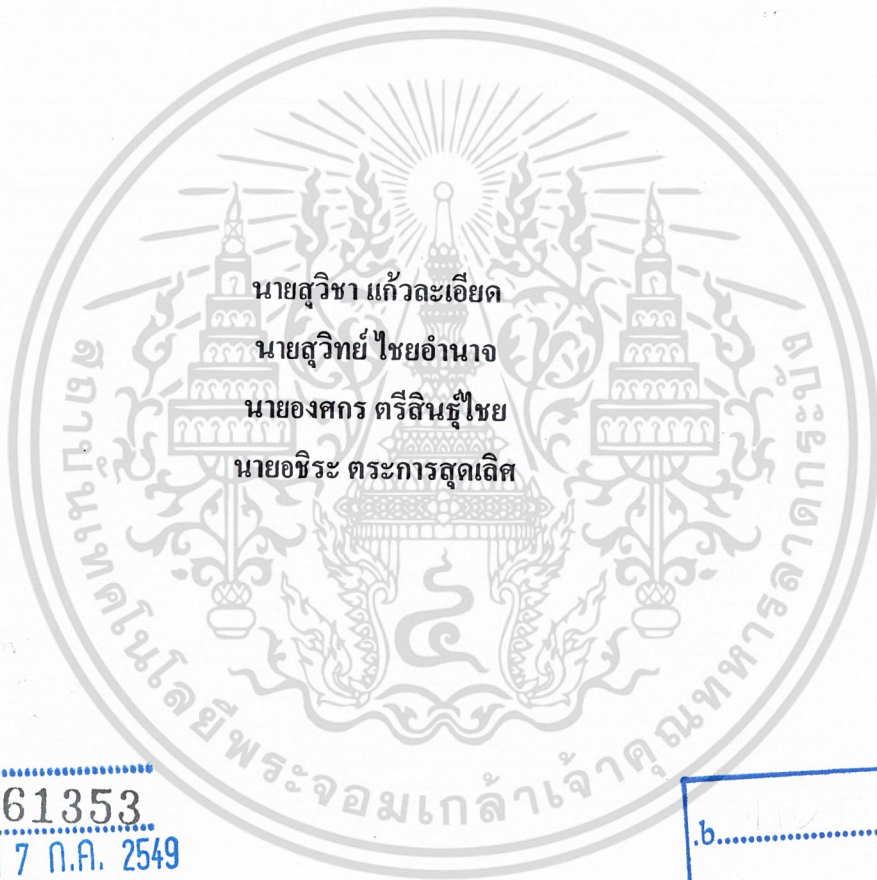 นายสุวิชา แก้วละเอียด
นายสุวิทย์ ไชยอำนาจ
นายองศกร ตรีสินธุ์ไชย
นายอชิระ ตระการสุดเลิศ
สถาบันเทคโนโลยีพระจอมเกล้าเจ้าคุณทหารลาดกระบัง
61353
7 ก.ค. 2549
.b